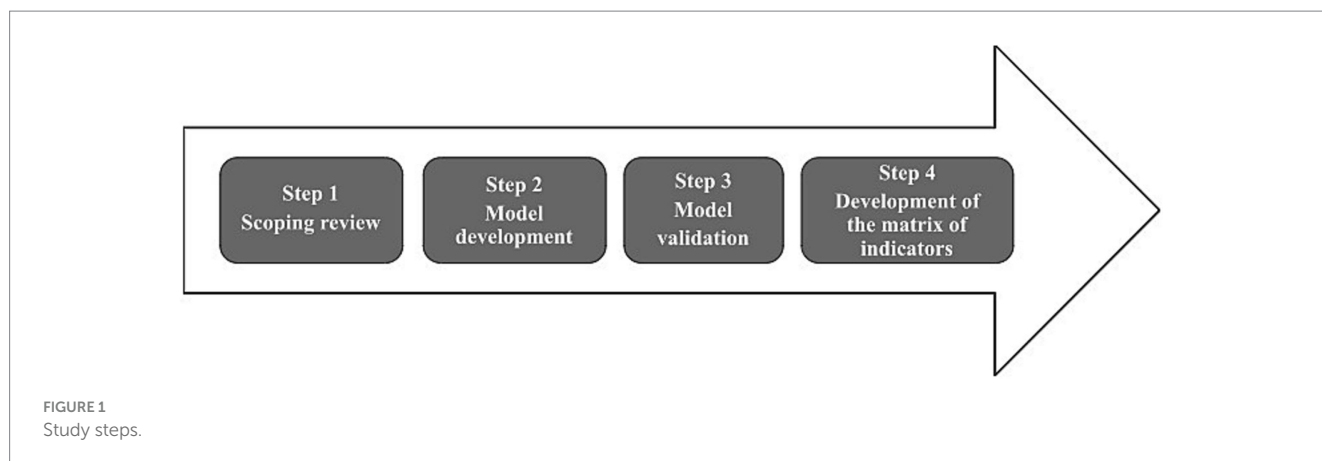 Step 1
Scoping review
Step 2
Model
development
Step 3
Model
validation
Step 4
Development of
the matrix of
indicators
FIGURE 1
Study steps.